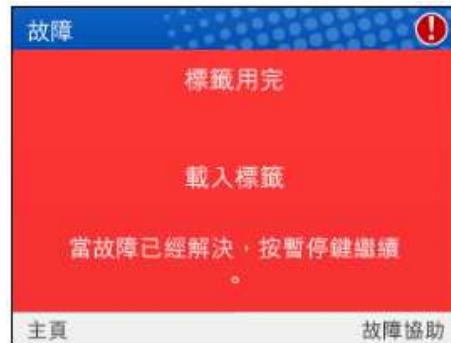 故障
標籤用完
載入標籤
當故障已經解決，按暫停鍵繼續
。
主頁
故障協助